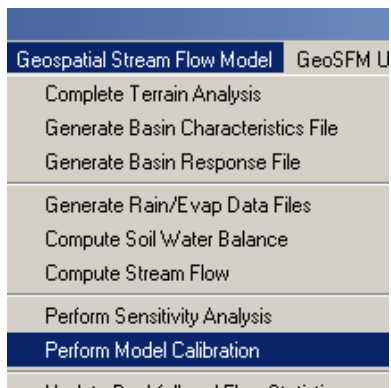 Geospatial Stream Flow Model GeoSFM U
Complete Terrain Analysis
Generate Basin Characteristics File
Generate Basin Response File
Generate Rain/Evap Data Files
Compute Soil Water Balance
Compute Stream Flow
Perform Sensitivity Analysis
Perform Model Calibration